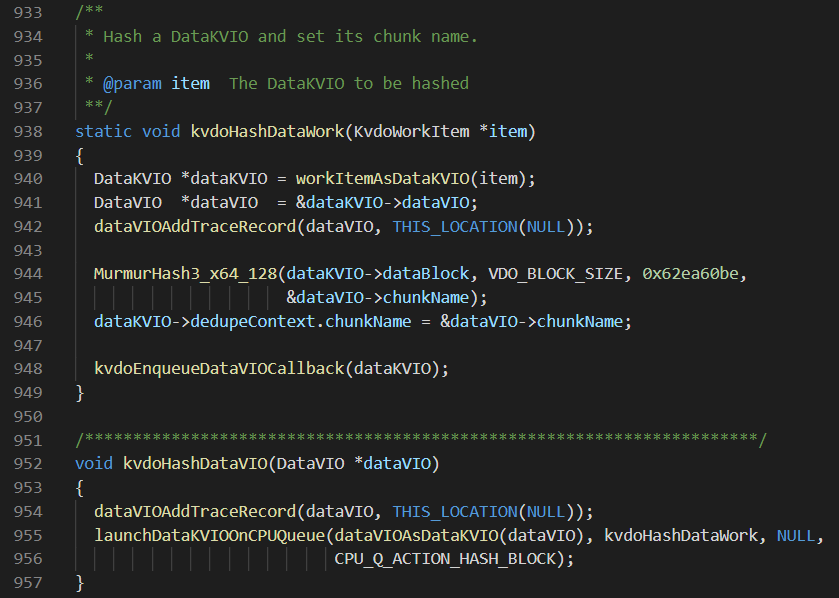 933 /**
934  * Hash a DataKVIO and set its chunk name.
935  *
936  * @param item  The DataKVIO to be hashed
937  **/
938 static void kvdoHashDataWork(KvdoWorkItem *item)
939 {
940   DataKVIO *dataKVIO = workItemAsDataKVIO(item);
941   DataVIO  *dataVIO  = &dataKVIO->dataVIO;
942   dataVIOAddTraceRecord(dataVIO, THIS_LOCATION(NULL));
943
944   MurmurHash3_x64_128(dataKVIO->dataBlock, VDO_BLOCK_SIZE, 0x62ea60be,
945                       &dataVIO->chunkName);
946   dataKVIO->dedupeContext.chunkName = &dataVIO->chunkName;
947
948   kvdoEnqueueDataVIOCallback(dataKVIO);
949 }
950
951 /**********************************************************************/
952 void kvdoHashDataVIO(DataVIO *dataVIO)
953 {
954   dataVIOAddTraceRecord(dataVIO, THIS_LOCATION(NULL));
955   launchDataKVIOOnCPUQueue(dataVIOAsDataKVIO(dataVIO), kvdoHashDataWork, NULL,
956                            CPU_Q_ACTION_HASH_BLOCK);
957 }